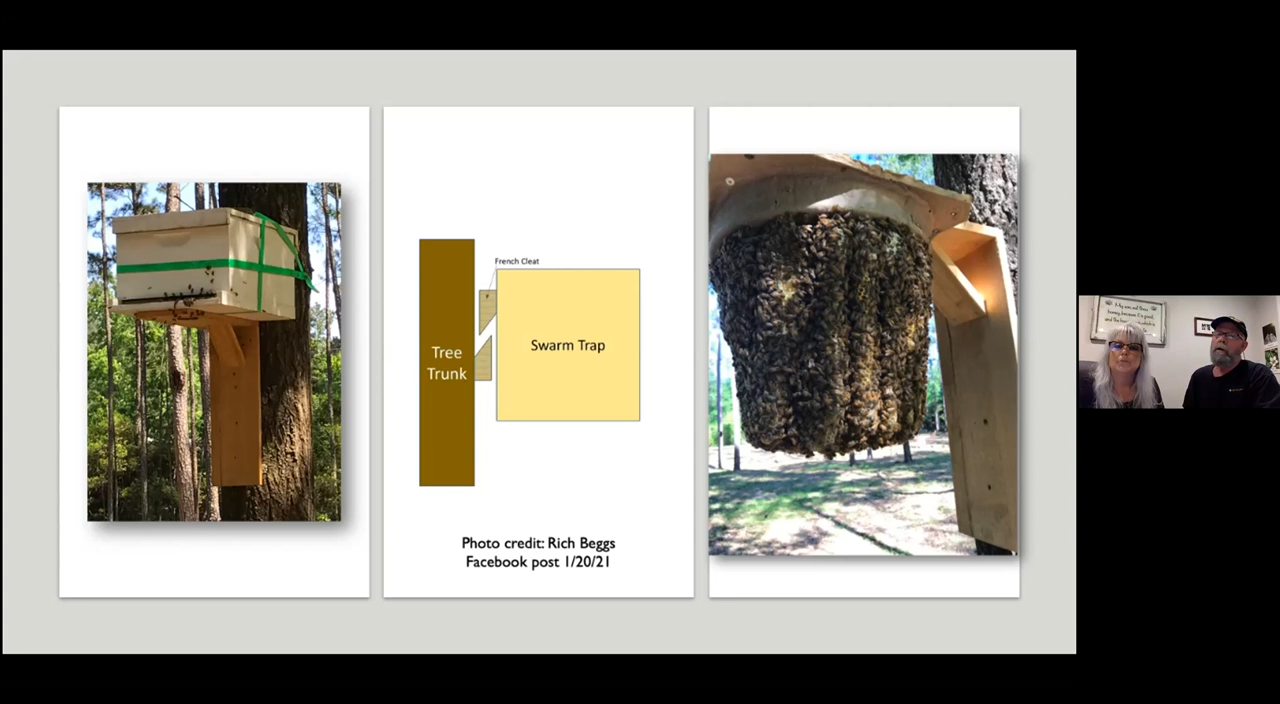 French Cleat
Tree
Trunk
Swarm Trap
Photo credit: Rich Beggs
Facebook post 1/20/21